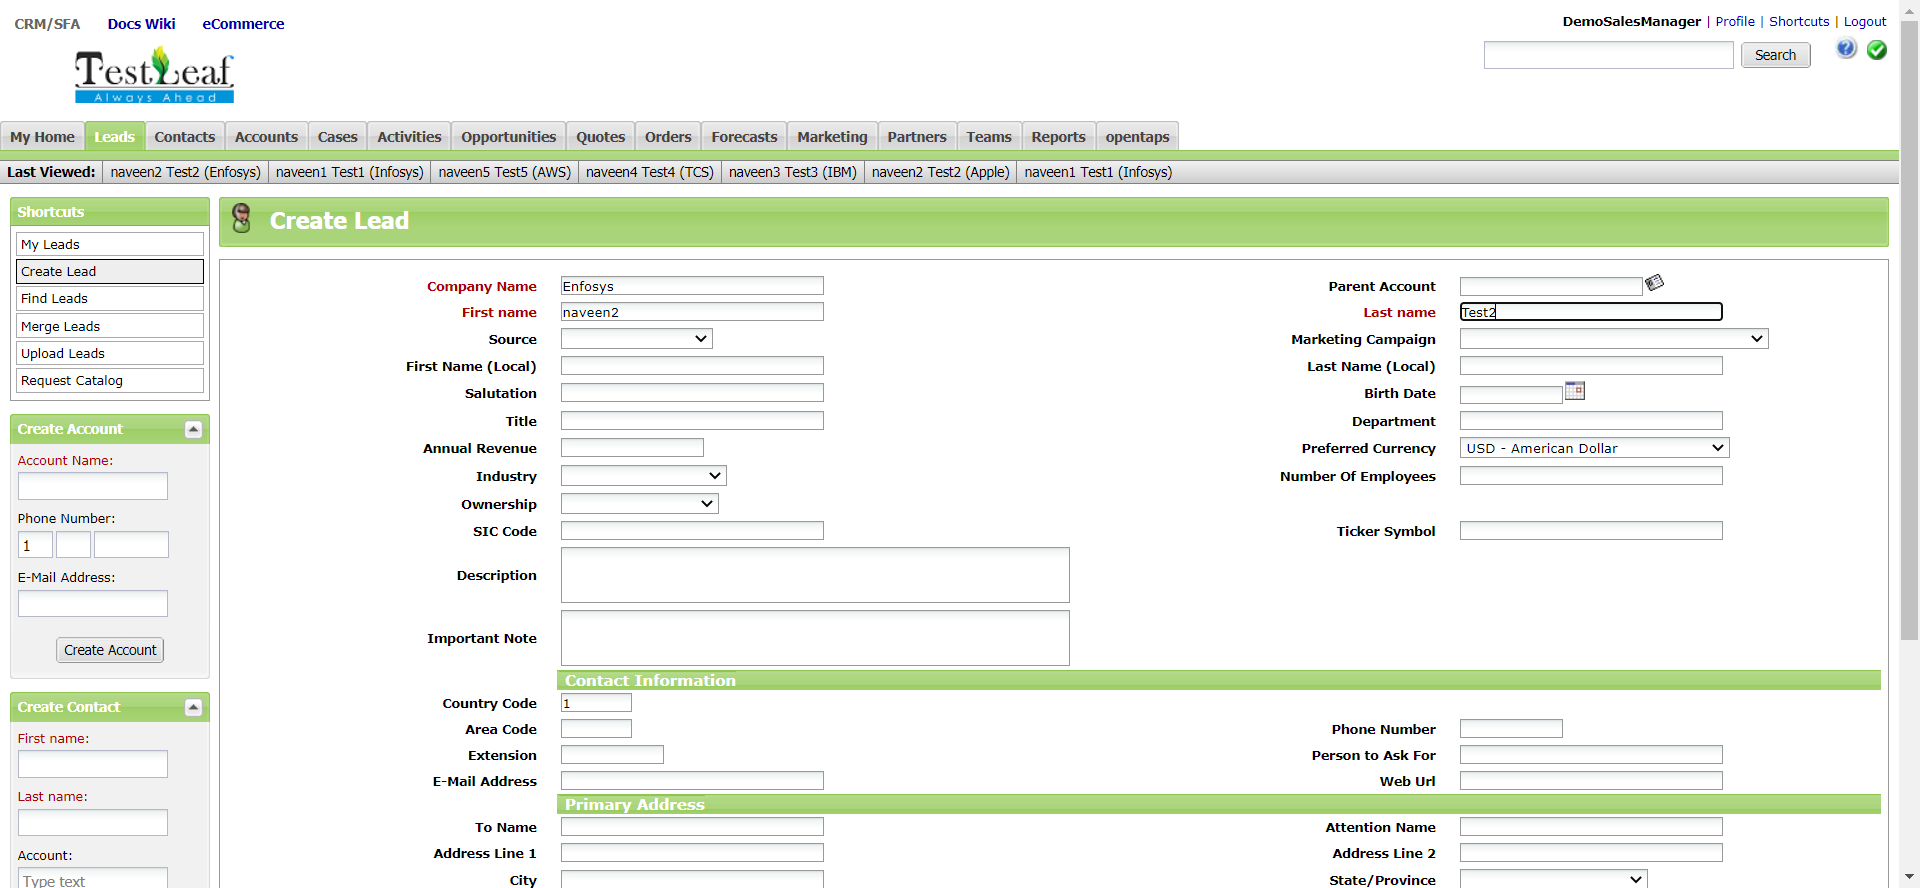 CRM/SFA Docs Wiki eCommerce
DemoSalesManager | Profile | Shortcuts | Logout
TestLeaf
Always Ahead
Search
My Home Leads Contacts Accounts Cases Activities Opportunities Quotes Orders Forecasts Marketing Partners Teams Reports opentaps
Last Viewed: naveen2 Test2 (Enfosys) naveen1 Test1 (Infosys) naveen5 Test5 (AWS) naveen4 Test4 (TCS) naveen3 Test3 (IBM) naveen2 Test2 (Apple) naveen1 Test1 (Infosys)
Shortcuts
My Leads
Create Lead
Find Leads
Merge Leads
Upload Leads
Request Catalog
Create Account
Account Name:
Phone Number:
1
E-Mail Address:
Create Account
Create Contact
First name:
Last name:
Account:
Type text
Create Lead
Company Name Enfosys Parent Account
First name naveen2 Last name Test2
Source Marketing Campaign
First Name (Local) Last Name (Local)
Salutation Birth Date
Title Department
Annual Revenue Preferred Currency USD - American Dollar
Industry Number Of Employees
Ownership
SIC Code Ticker Symbol
Description
Important Note
Contact Information
Country Code 1
Area Code Phone Number
Extension Person to Ask For
E-Mail Address Web Url
Primary Address
To Name Attention Name
Address Line 1 Address Line 2
City State/Province